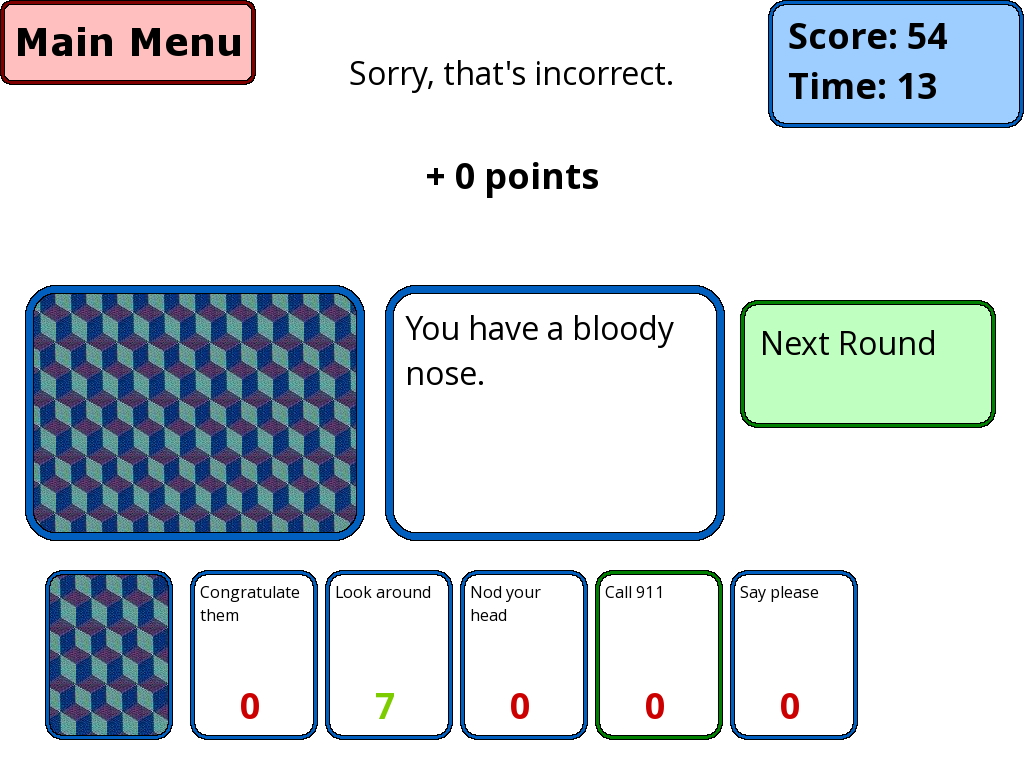 Main Menu
Sorry, that's incorrect.
Score: 54
Time: 13
+ 0 points
You have a bloody
nose.
Next Round
Congratulate
them
0
Look around
7
Nod your
head
0
Call 911
0
Say please
0